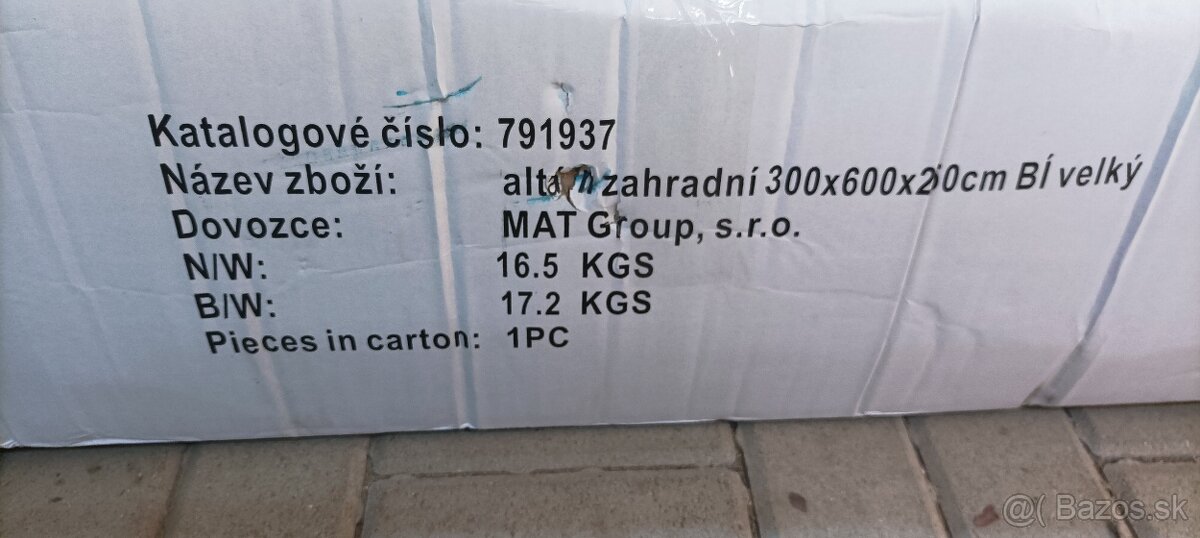 Katalogové číslo: 791937
Název zboží: zahradní BÍ velký
Dovozce: MAT Group, s.r.o.
N/W: 16.5 KGS
B/W: 17.2 KGS
Pieces in carton: 1PC
@( Bazos.sk